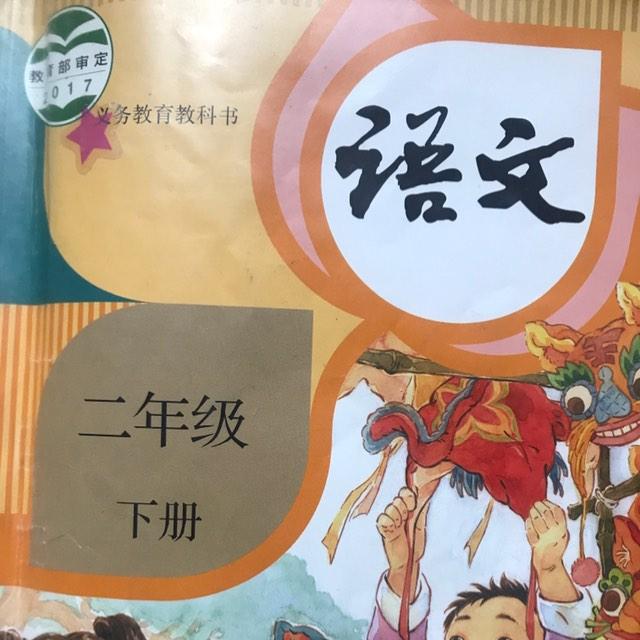 教育部审定
2017
义务教育教科书
语文
二年级
下册